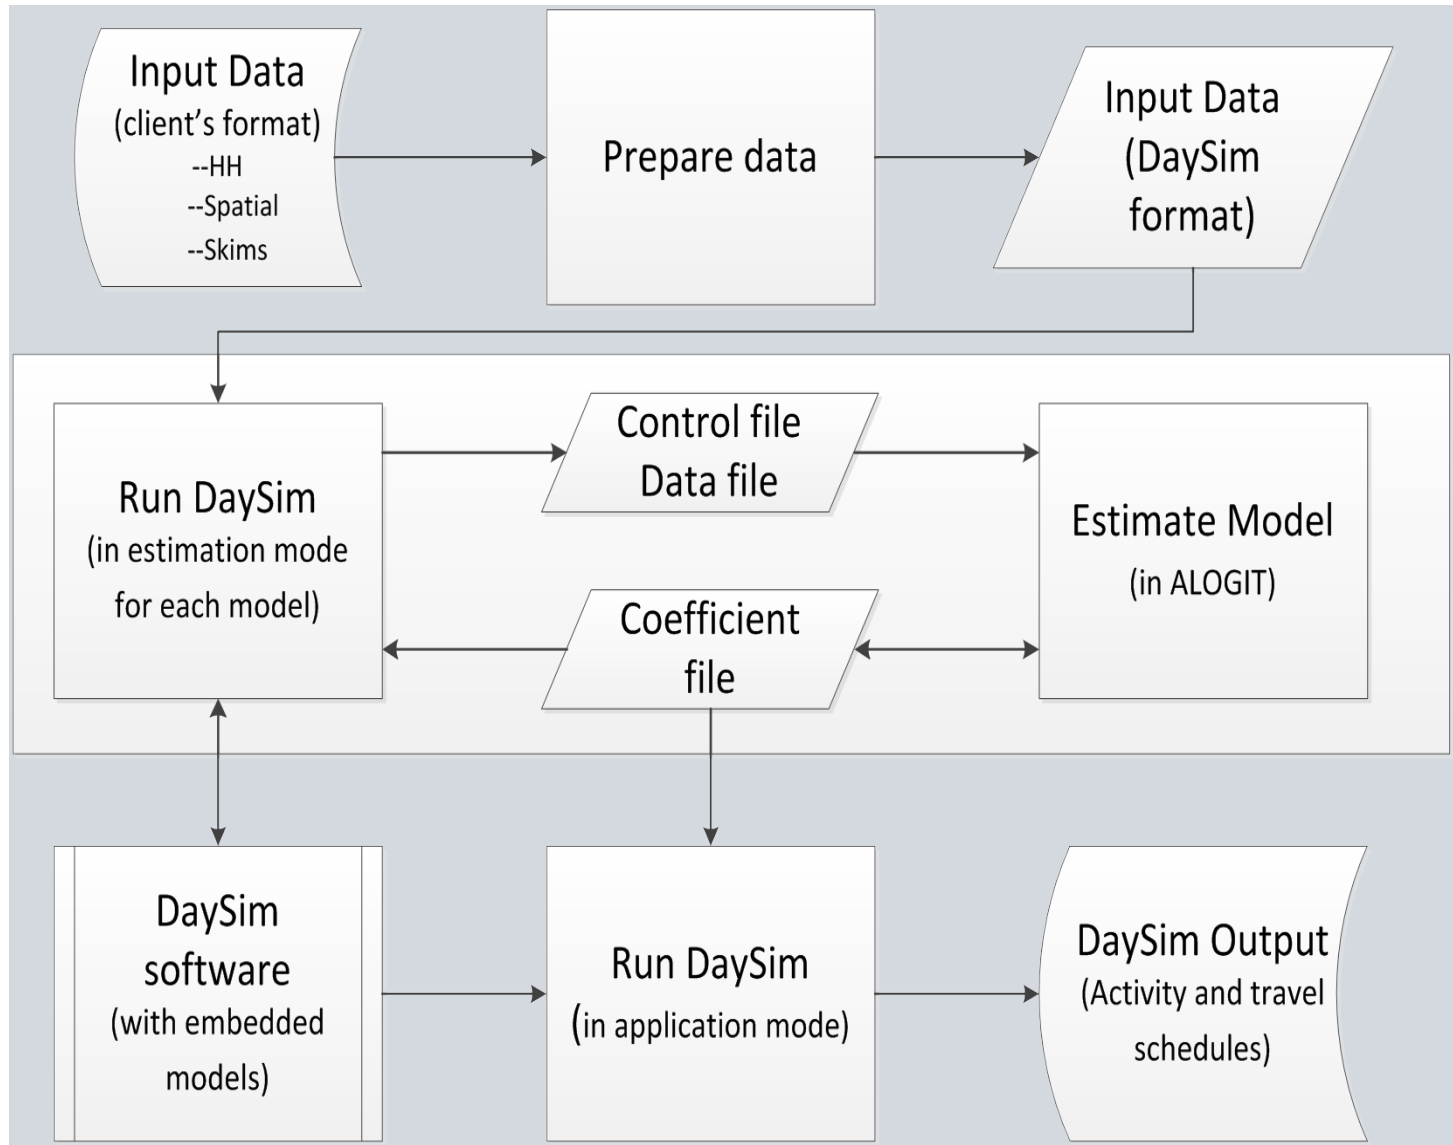 Input Data
(client's format)
--HH
--Spatial
--Skims
Prepare data
Input Data
(DaySim
format)
Run DaySim
(in estimation mode
for each model)
Control file
Data file
Estimate Model
(in ALOGIT)
Coefficient
file
DaySim
software
(with embedded
models)
Run DaySim
(in application mode)
DaySim Output
(Activity and travel
schedules)